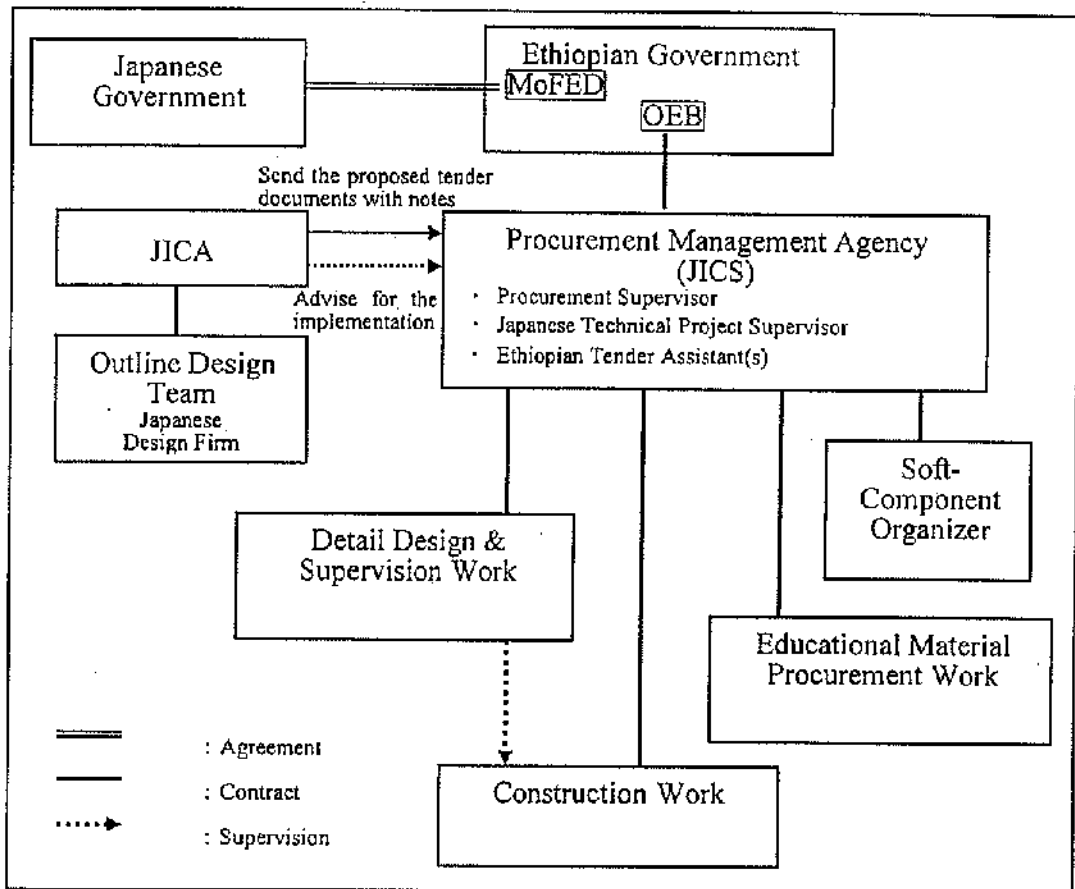 Japanese
Government
Ethiopian Government
MoFED
OEB
Send the proposed tender
documents with notes
JICA
Advise for the
implementation
Procurement Management Agency
(JICS)
· Procurement Supervisor
· Japanese Technical Project Supervisor
· Ethiopian Tender Assistant(s)
Outline Design
Team
Japanese
Design Firm
Soft-
Component
Organizer
Detail Design &
Supervision Work
Educational Material
Procurement Work
Construction Work
: Agreement
: Contract
: Supervision